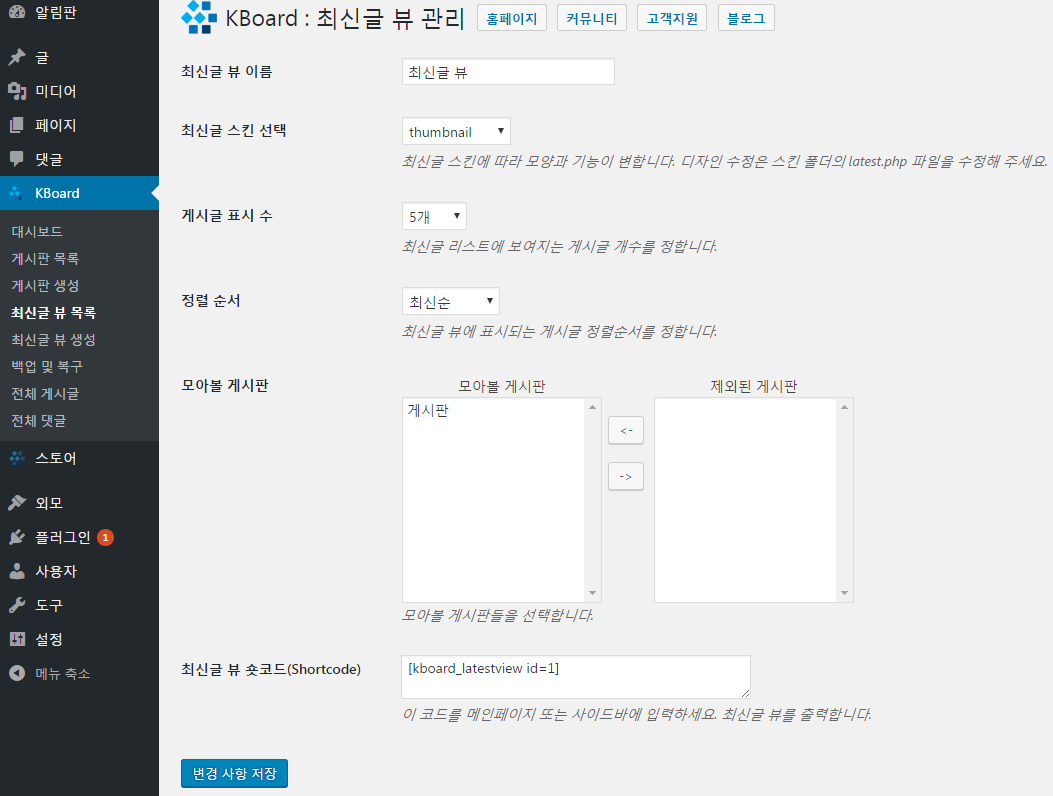 알림판
글
미디어
페이지
댓글
KBoard
대시보드
게시판 목록
게시판 생성
최신글 뷰 목록
최신글 뷰 생성
백업 및 복구
전체 게시글
전체 댓글
스토어
외모
플러그인 1
사용자
도구
설정
메뉴 축소
KBoard : 최신글 뷰 관리 홈페이지 커뮤니티 고객지원 블로그
최신글 뷰 이름 최신글 뷰
최신글 스킨 선택 thumbnail
최신글 스킨에 따라 모양과 기능이 변합니다. 디자인 수정은 스킨 폴더의 latest.php 파일을 수정해 주세요.
게시글 표시 수 5개
최신글 리스트에 보여지는 게시글 개수를 정합니다.
정렬 순서 최신순
최신글 뷰에 표시되는 게시글 정렬순서를 정합니다.
모아볼 게시판 모아볼 게시판 제외된 게시판
게시판
<-
->
모아볼 게시판들을 선택합니다.
최신글 뷰 숏코드(Shortcode) [kboard_latestview id=1]
이 코드를 메인페이지 또는 사이드바에 입력하세요. 최신글 뷰를 출력합니다.
변경 사항 저장